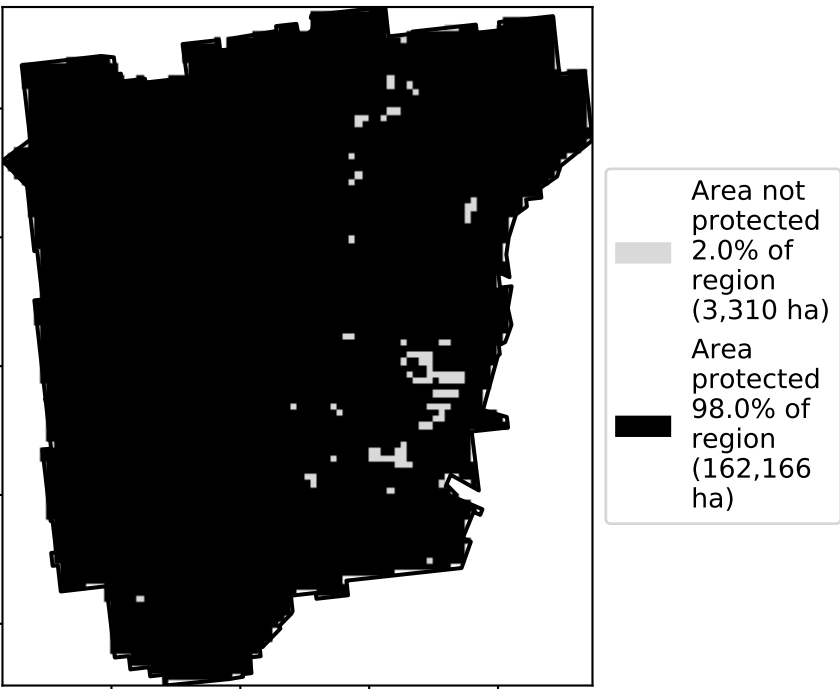 Area not
protected
2.0% of
region
(3,310 ha)
Area
protected
98.0% of
region
(162,166
ha)